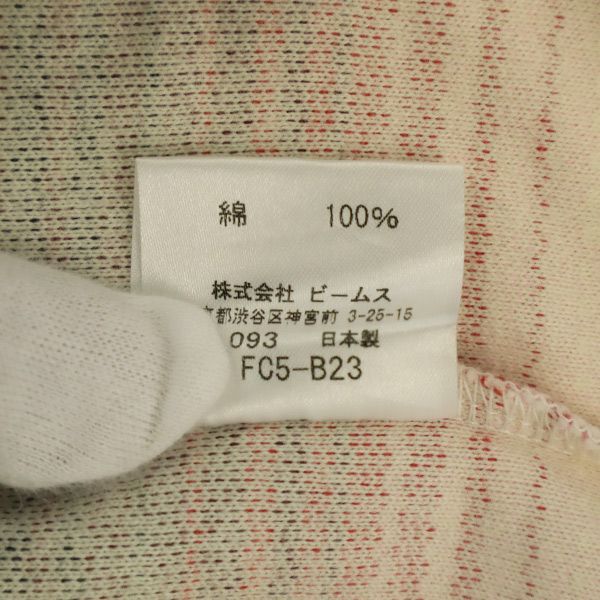 綿 100%
株式会社 ビームス
京都渋谷区神宮前 3-25-15
093 日本製
FC5-B23